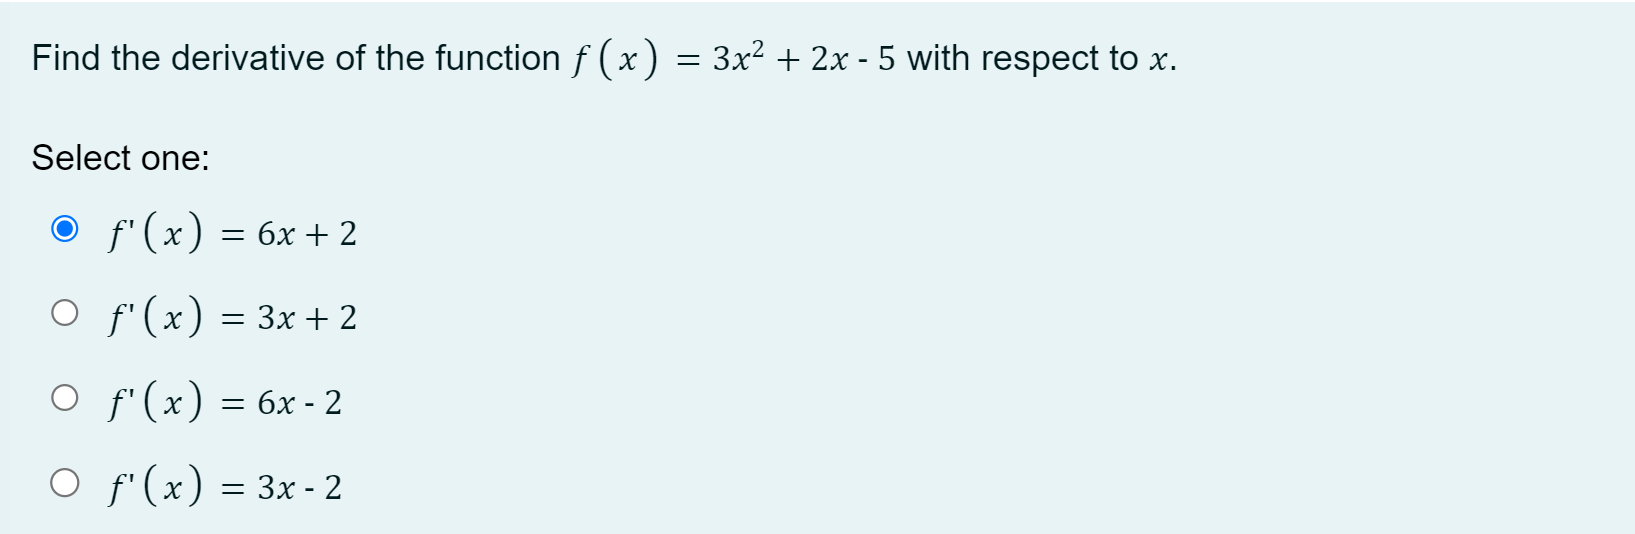 Find the derivative of the function f(x) = 3x² + 2x - 5 with respect to x.
Select one:
f'(x) = 6x + 2
f'(x) = 3x + 2
f'(x) = 6x - 2
f'(x) = 3x - 2